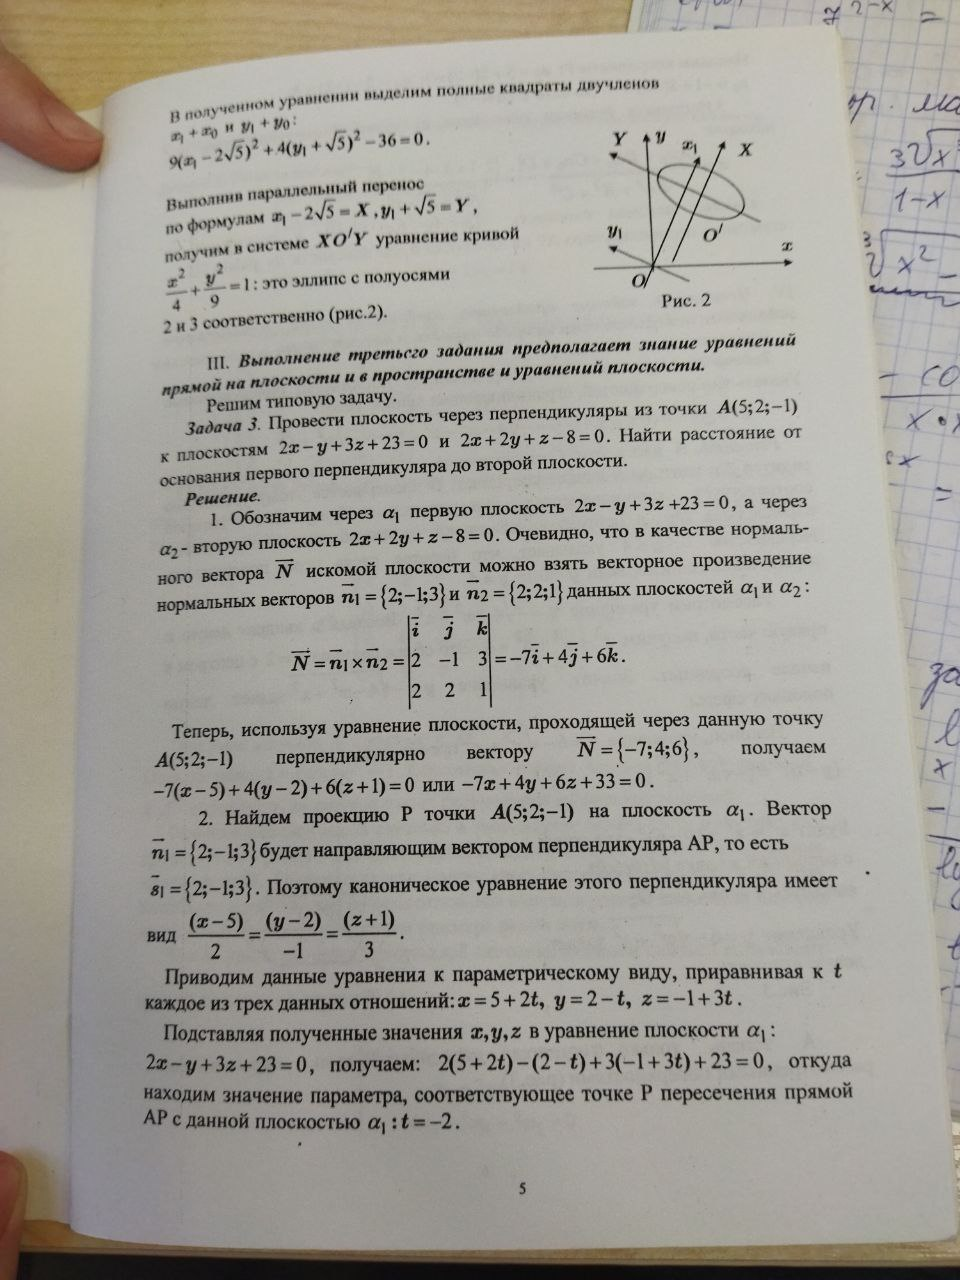 В полученном уравнении выделим полные квадраты двучленов
x₁ + x₀ и y₁ + y₀ :
9(x₁ − 2√5)² + 4(y₁ + √5)² − 36 = 0 .
Выполнив параллельный перенос
по формулам x₁ − 2√5 = X , y₁ + √5 = Y ,
получим в системе XO′Y уравнение кривой
x²/4 + y²/9 = 1 : это эллипс с полуосями
2 и 3 соответственно (рис.2).
Y y x₁ X
y₁ O′ x
O
Рис. 2
III. Выполнение третьего задания предполагает знание уравнений
прямой на плоскости и в пространстве и уравнений плоскости.
Решим типовую задачу.
Задача 3. Провести плоскость через перпендикуляры из точки A(5;2;−1)
к плоскостям 2x − y + 3z + 23 = 0 и 2x + 2y + z − 8 = 0. Найти расстояние от
основания первого перпендикуляра до второй плоскости.
Решение.
1. Обозначим через α₁ первую плоскость 2x − y + 3z + 23 = 0, а через
α₂ - вторую плоскость 2x + 2y + z − 8 = 0. Очевидно, что в качестве нормаль-
ного вектора N̄ искомой плоскости можно взять векторное произведение
нормальных векторов n̄₁ = {2;−1;3} и n̄₂ = {2;2;1} данных плоскостей α₁ и α₂ :
N̄ = n̄₁ × n̄₂ = | ī j̄ k̄ |
| 2 −1 3 | = −7ī + 4j̄ + 6k̄ .
| 2 2 1 |
Теперь, используя уравнение плоскости, проходящей через данную точку
A(5;2;−1) перпендикулярно вектору N̄ = {−7;4;6} , получаем
−7(x − 5) + 4(y − 2) + 6(z + 1) = 0 или −7x + 4y + 6z + 33 = 0 .
2. Найдем проекцию P точки A(5;2;−1) на плоскость α₁ . Вектор
n̄₁ = {2;−1;3} будет направляющим вектором перпендикуляра AP, то есть
s̄₁ = {2;−1;3} . Поэтому каноническое уравнение этого перпендикуляра имеет
вид (x − 5)/2 = (y − 2)/−1 = (z + 1)/3 .
Приводим данные уравнения к параметрическому виду, приравнивая к t
каждое из трех данных отношений: x = 5 + 2t, y = 2 − t, z = −1 + 3t .
Подставляя полученные значения x, y, z в уравнение плоскости α₁ :
2x − y + 3z + 23 = 0, получаем: 2(5 + 2t) − (2 − t) + 3(−1 + 3t) + 23 = 0, откуда
находим значение параметра, соответствующее точке P пересечения прямой
AP с данной плоскостью α₁ : t = −2 .
5